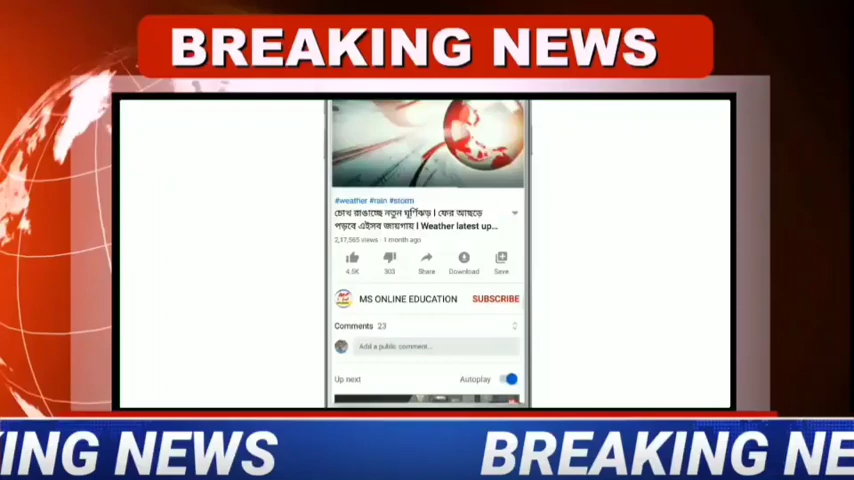 BREAKING NEWS
#weather #rain #storm
চোখ রাঙাচ্ছে নতুন ঘূর্ণিঝড় l ফের আছড়ে
পড়বে এইসব জায়গায় l Weather latest up...
2,17,565 views · 1 month ago
4.5K 303 Share Download Save
MS ONLINE EDUCATION SUBSCRIBE
Comments 23
Add a public comment...
Up next Autoplay
KING NEWS BREAKING NE